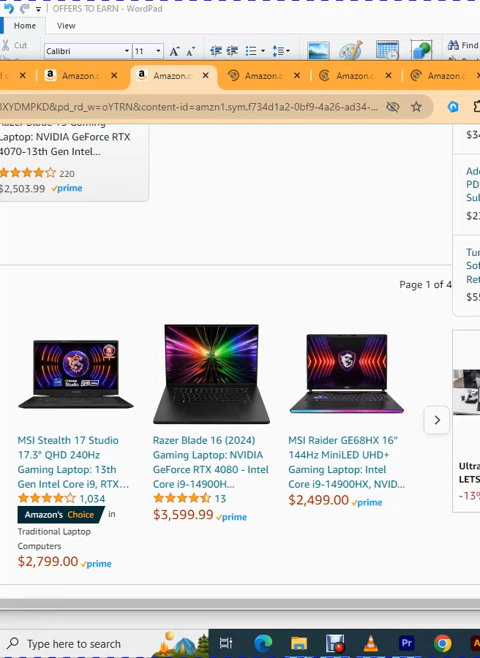 OFFERS TO EARN - WordPad
Home View
Cut
Calibri 11 A A Find
Amazon.c Amazon.c Amazon.c Amazon.c Amazon.c
XYDMPKD&pd_rd_w=oYTRN&content-id=amzn1.sym.f734d1a2-0bf9-4a26-ad34-...
Laptop: NVIDIA GeForce RTX
4070-13th Gen Intel...
220
$2,503.99 prime
$34
Add
PD
Sub
$23
Tur
Sof
Ret
$5
Page 1 of 4
MSI Stealth 17 Studio
17.3" QHD 240Hz
Gaming Laptop: 13th
Gen Intel Core i9, RTX...
1,034
Amazon's Choice in
Traditional Laptop
Computers
$2,799.00 prime
Razer Blade 16 (2024)
Gaming Laptop: NVIDIA
GeForce RTX 4080 - Intel
Core i9-14900H...
13
$3,599.99 prime
MSI Raider GE68HX 16"
144Hz MiniLED UHD+
Gaming Laptop: Intel
Core i9-14900HX, NVID...
$2,499.00 prime
Ultra
LETS
-13%
Type here to search
Pr